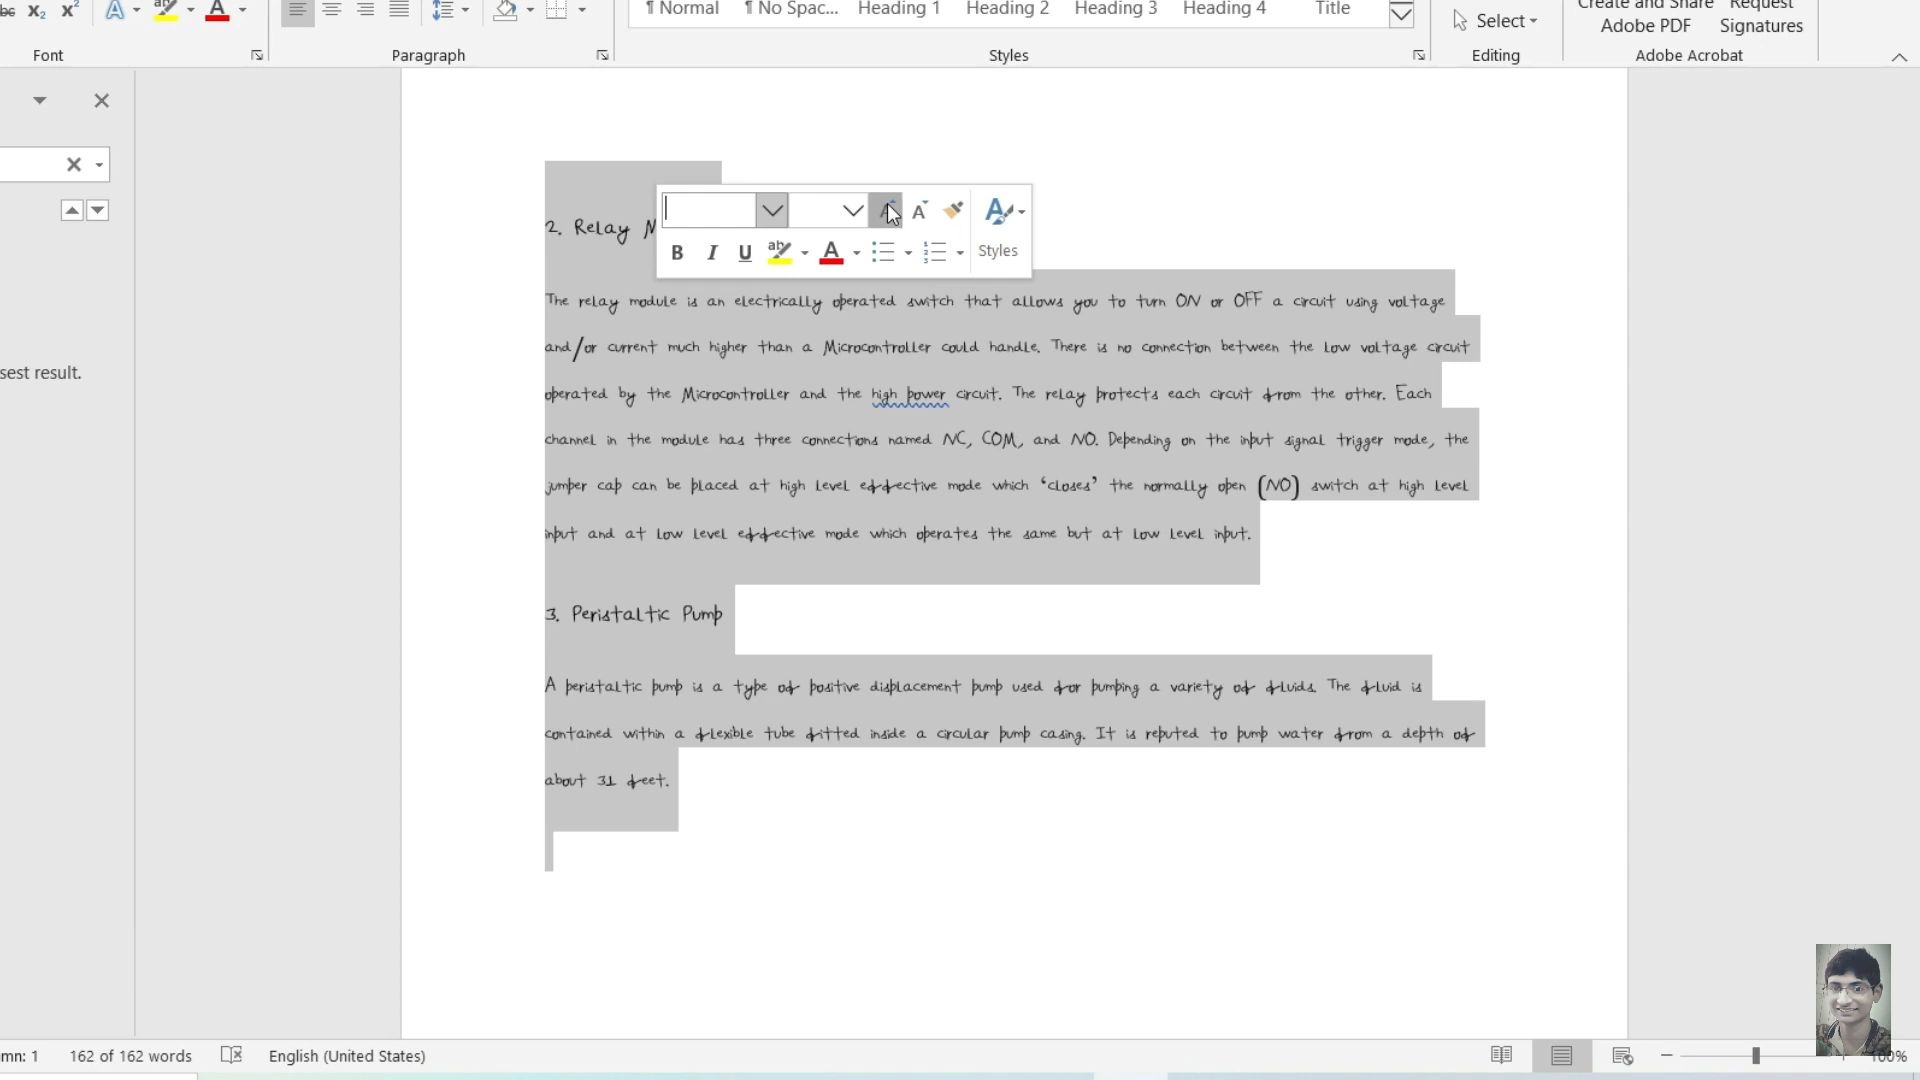 abc X₂ X² A ab A
¶ Normal ¶ No Spac... Heading 1 Heading 2 Heading 3 Heading 4 Title
Select
Create and Share Request
Adobe PDF Signatures
Font Paragraph Styles Editing Adobe Acrobat
sest result.
A A
B I U ab A Styles
2. Relay M
The relay module is an electrically operated switch that allows you to turn ON or OFF a circuit using voltage
and/or current much higher than a Microcontroller could handle. There is no connection between the low voltage circuit
operated by the Microcontroller and the high power circuit. The relay protects each circuit from the other. Each
channel in the module has three connections named NC, COM, and NO. Depending on the input signal trigger mode, the
jumper cap can be placed at high level effective mode which ‘closes’ the normally open (NO) switch at high level
input and at low level effective mode which operates the same but at low level input.
3. Peristaltic Pump
A peristaltic pump is a type of positive displacement pump used for pumping a variety of fluids. The fluid is
contained within a flexible tube fitted inside a circular pump casing. It is reputed to pump water from a depth of
about 31 feet.
mn: 1 162 of 162 words English (United States) 100%